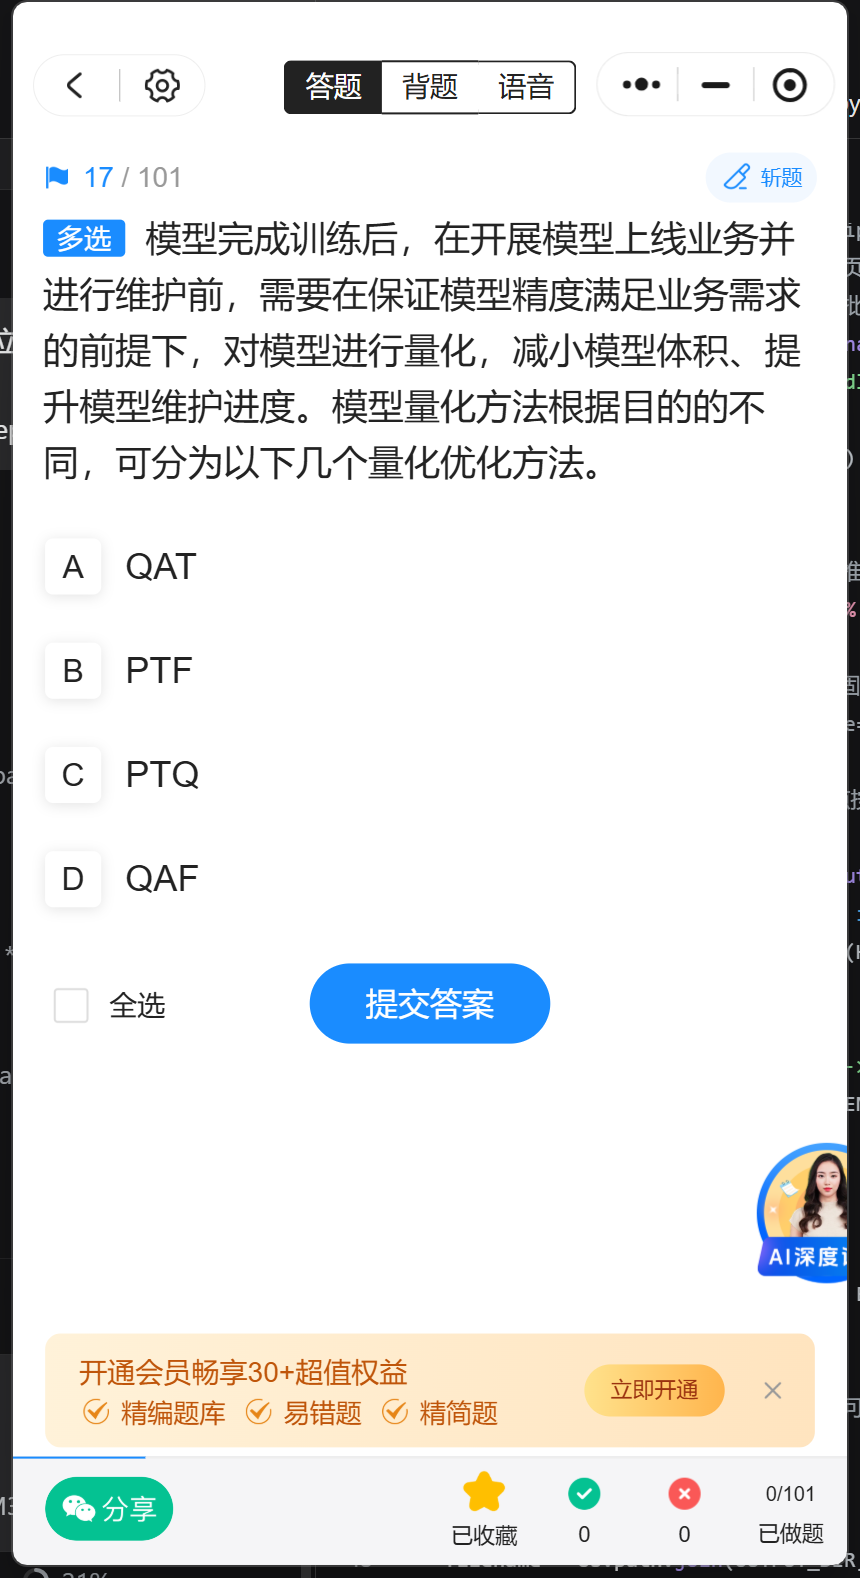 答题 背题 语音
17 / 101
斩题
多选 模型完成训练后，在开展模型上线业务并
进行维护前，需要在保证模型精度满足业务需求
的前提下，对模型进行量化，减小模型体积、提
升模型维护进度。模型量化方法根据目的的不
同，可分为以下几个量化优化方法。
A QAT
B PTF
C PTQ
D QAF
全选
提交答案
AI深度
开通会员畅享30+超值权益
精编题库 易错题 精简题
立即开通
分享
已收藏
0
0
0/101
已做题